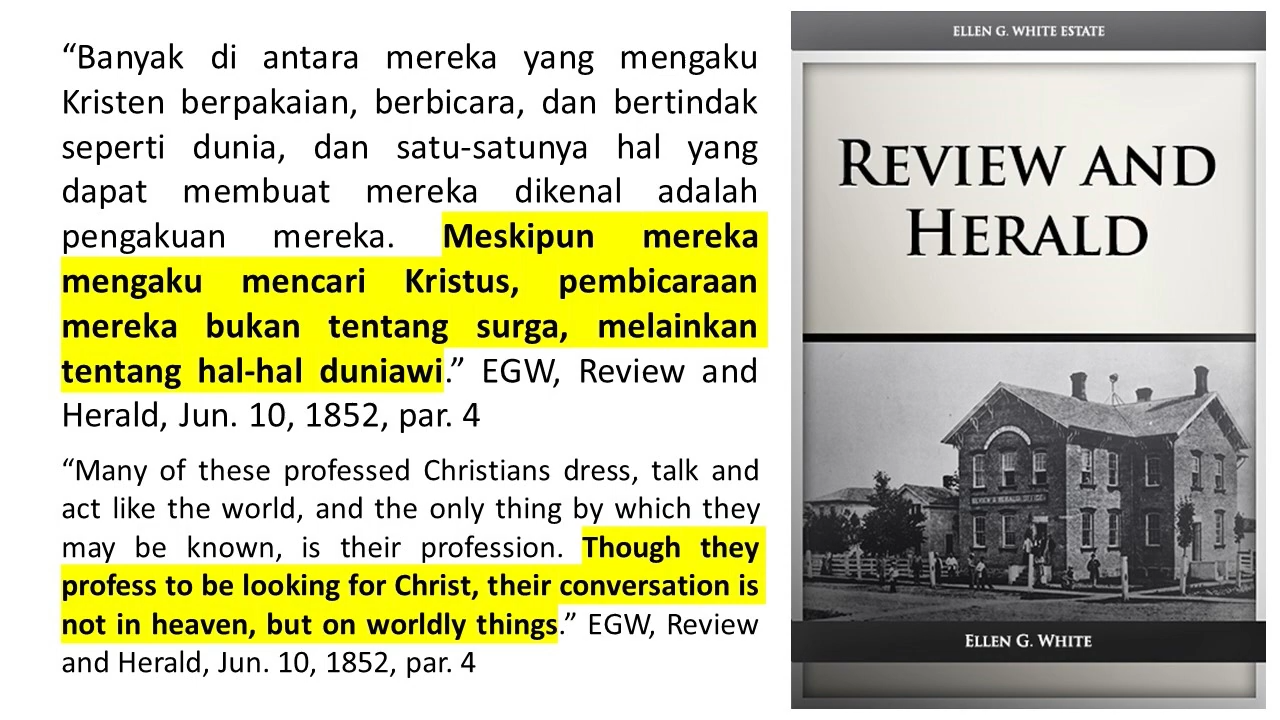 “Banyak di antara mereka yang mengaku
Kristen berpakaian, berbicara, dan bertindak
seperti dunia, dan satu-satunya hal yang
dapat membuat mereka dikenal adalah
pengakuan mereka. Meskipun mereka
mengaku mencari Kristus, pembicaraan
mereka bukan tentang surga, melainkan
tentang hal-hal duniawi.” EGW, Review and
Herald, Jun. 10, 1852, par. 4
“Many of these professed Christians dress, talk and
act like the world, and the only thing by which they
may be known, is their profession. Though they
profess to be looking for Christ, their conversation is
not in heaven, but on worldly things.” EGW, Review
and Herald, Jun. 10, 1852, par. 4
ELLEN G. WHITE ESTATE
REVIEW AND
HERALD
REVIEW & HERALD OFFICE
ELLEN G. WHITE